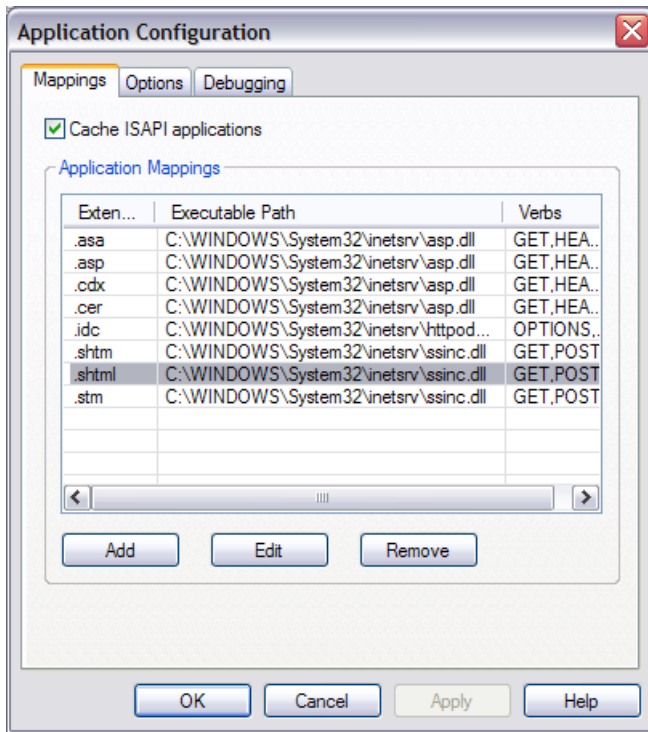 Application Configuration
Mappings Options Debugging
Cache ISAPI applications
Application Mappings
Exten... Executable Path Verbs
.asa C:\WINDOWS\System32\inetsrv\asp.dll GET,HEA..
.asp C:\WINDOWS\System32\inetsrv\asp.dll GET,HEA..
.cdx C:\WINDOWS\System32\inetsrv\asp.dll GET,HEA..
.cer C:\WINDOWS\System32\inetsrv\asp.dll GET,HEA..
.idc C:\WINDOWS\System32\inetsrv\httpod... OPTIONS,..
.shtm C:\WINDOWS\System32\inetsrv\ssinc.dll GET,POST
.shtml C:\WINDOWS\System32\inetsrv\ssinc.dll GET,POST
.stm C:\WINDOWS\System32\inetsrv\ssinc.dll GET,POST
Add Edit Remove
OK Cancel Apply Help